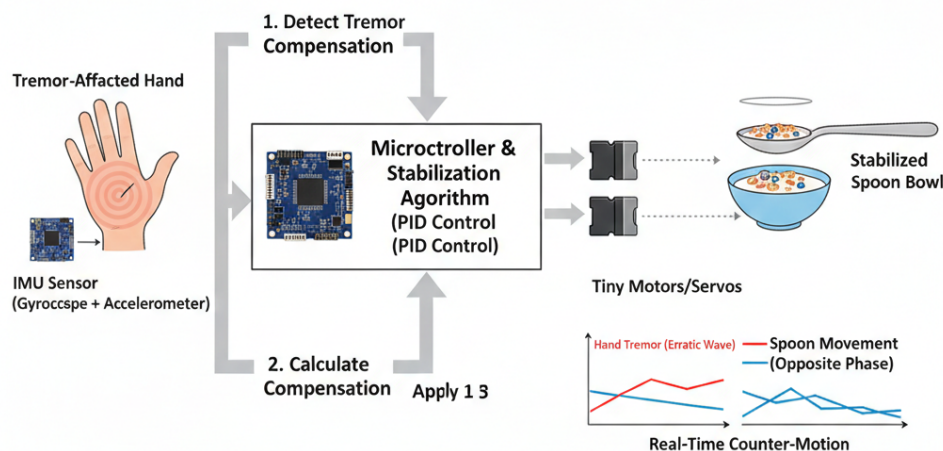 1. Detect Tremor
Compensation
Tremor-Affacted Hand
IMU Sensor
(Gyroccspe + Accelerometer)
Microctroller &
Stabilization
Agorithm
(PID Control
(PID Control)
2. Calculate
Compensation
Apply 1 3
Tiny Motors/Servos
Stabilized
Spoon Bowl
Hand Tremor (Erratic Wave)
Spoon Movement
(Opposite Phase)
Real-Time Counter-Motion